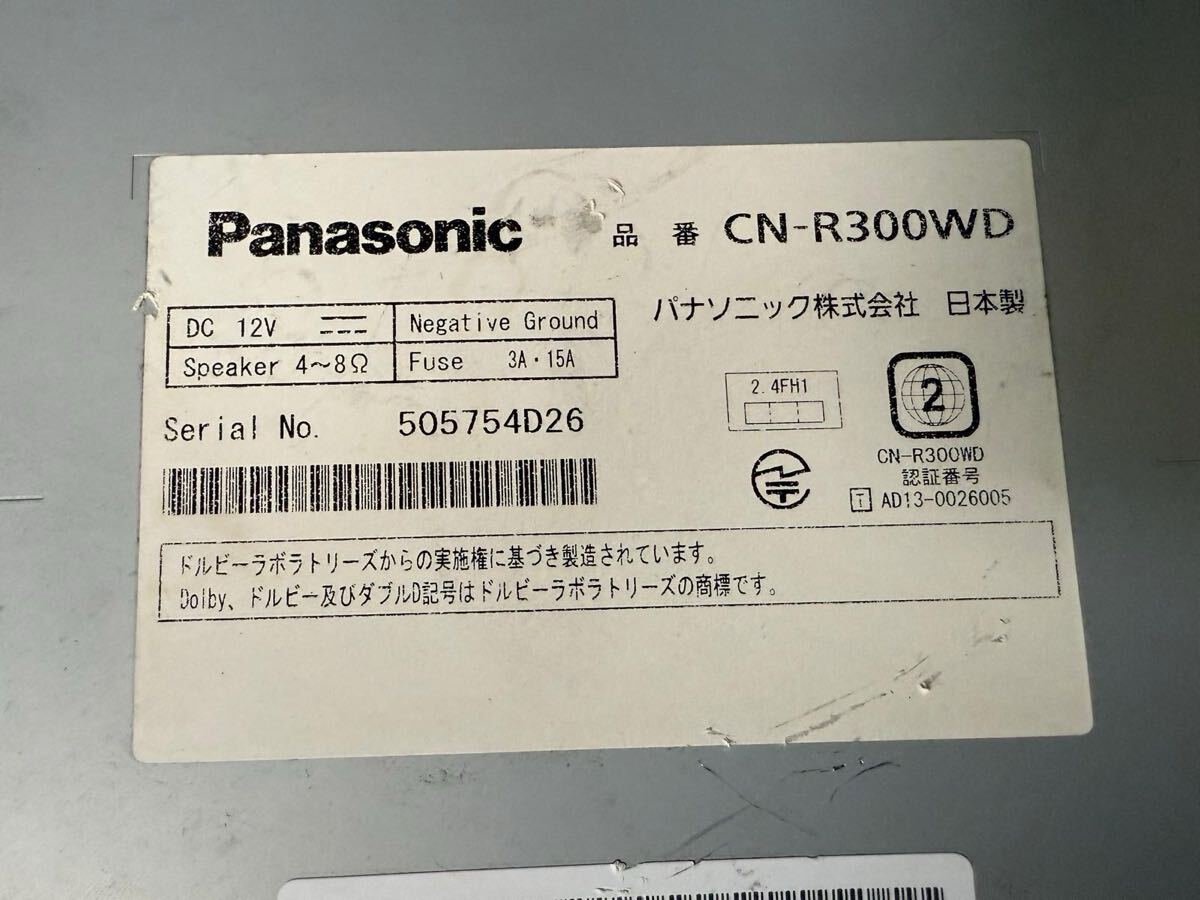 Panasonic 品番 CN-R300WD
DC 12V Negative Ground
Speaker 4～8Ω Fuse 3A・15A
パナソニック株式会社 日本製
Serial No. 505754D26
2.4FH1
2
CN-R300WD
認証番号
T AD13-0026005
ドルビーラボラトリーズからの実施権に基づき製造されています。
Dolby、ドルビー及びダブルD記号はドルビーラボラトリーズの商標です。